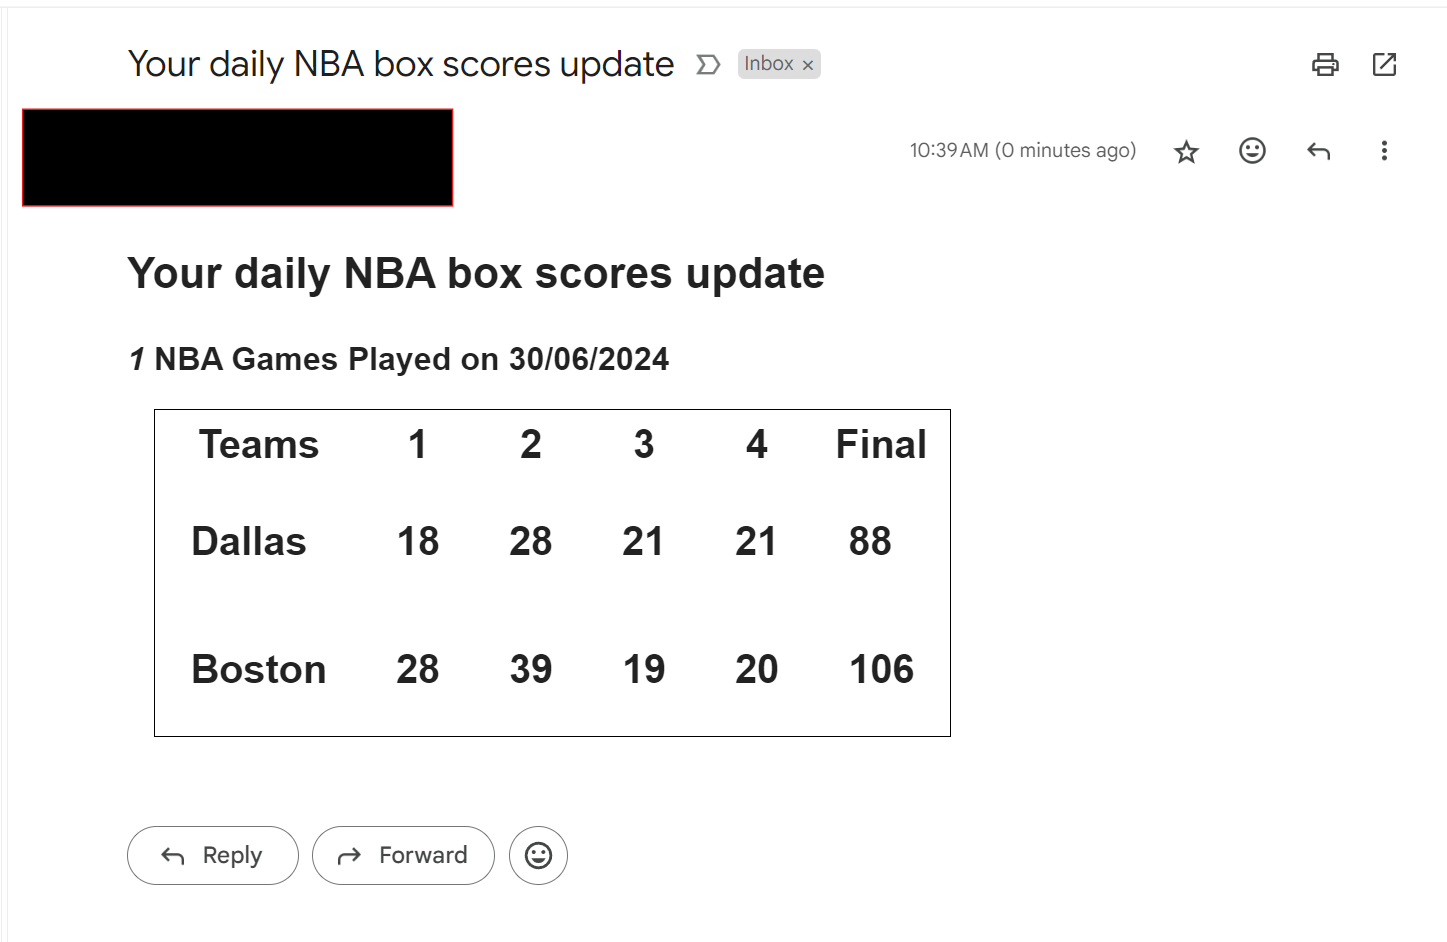 Your daily NBA box scores update Inbox ×
10:39 AM (0 minutes ago)
Your daily NBA box scores update
1 NBA Games Played on 30/06/2024
Teams 1 2 3 4 Final
Dallas 18 28 21 21 88
Boston 28 39 19 20 106
Reply Forward